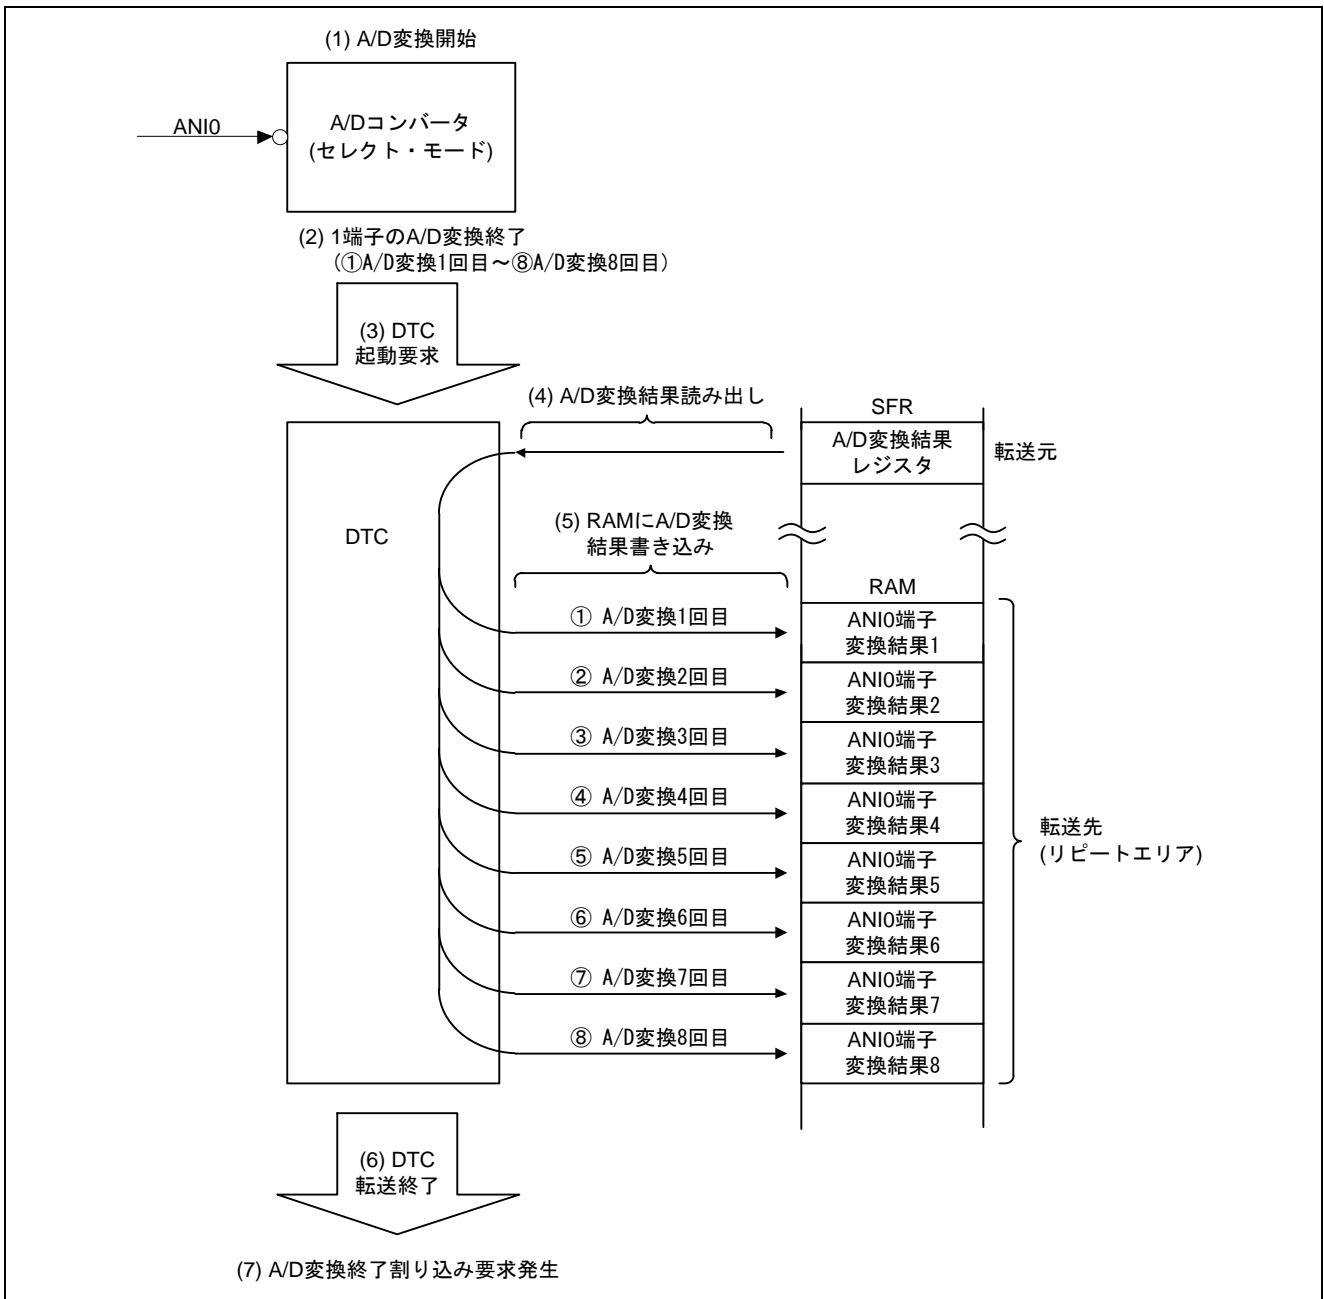 (1) A/D変換開始
ANI0
A/Dコンバータ
(セレクト・モード)
(2) 1端子のA/D変換終了
(①A/D変換1回目～⑧A/D変換8回目)
(3) DTC
起動要求
(4) A/D変換結果読み出し
SFR
A/D変換結果
レジスタ
転送元
DTC
(5) RAMにA/D変換
結果書き込み
RAM
① A/D変換1回目
ANI0端子
変換結果1
② A/D変換2回目
ANI0端子
変換結果2
③ A/D変換3回目
ANI0端子
変換結果3
④ A/D変換4回目
ANI0端子
変換結果4
転送先
(リピートエリア)
⑤ A/D変換5回目
ANI0端子
変換結果5
⑥ A/D変換6回目
ANI0端子
変換結果6
⑦ A/D変換7回目
ANI0端子
変換結果7
⑧ A/D変換8回目
ANI0端子
変換結果8
(6) DTC
転送終了
(7) A/D変換終了割り込み要求発生